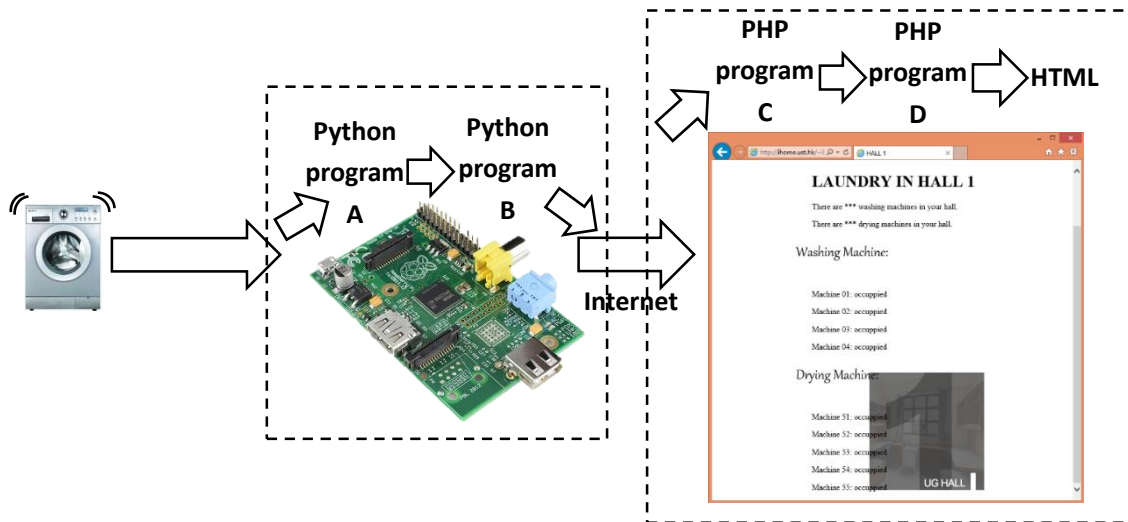 Python
program
A
Python
program
B
Internet
PHP
program
C
PHP
program
D
HTML
HALL 1
LAUNDRY IN HALL 1
There are *** washing machines in your hall.
There are *** drying machines in your hall.
Washing Machine:
Machine 01: occuppied
Machine 02: occuppied
Machine 03: occuppied
Machine 04: occuppied
Drying Machine:
Machine 51: occuppied
Machine 52: occuppied
Machine 53: occuppied
Machine 54: occuppied
Machine 55: occuppied
UG HALL